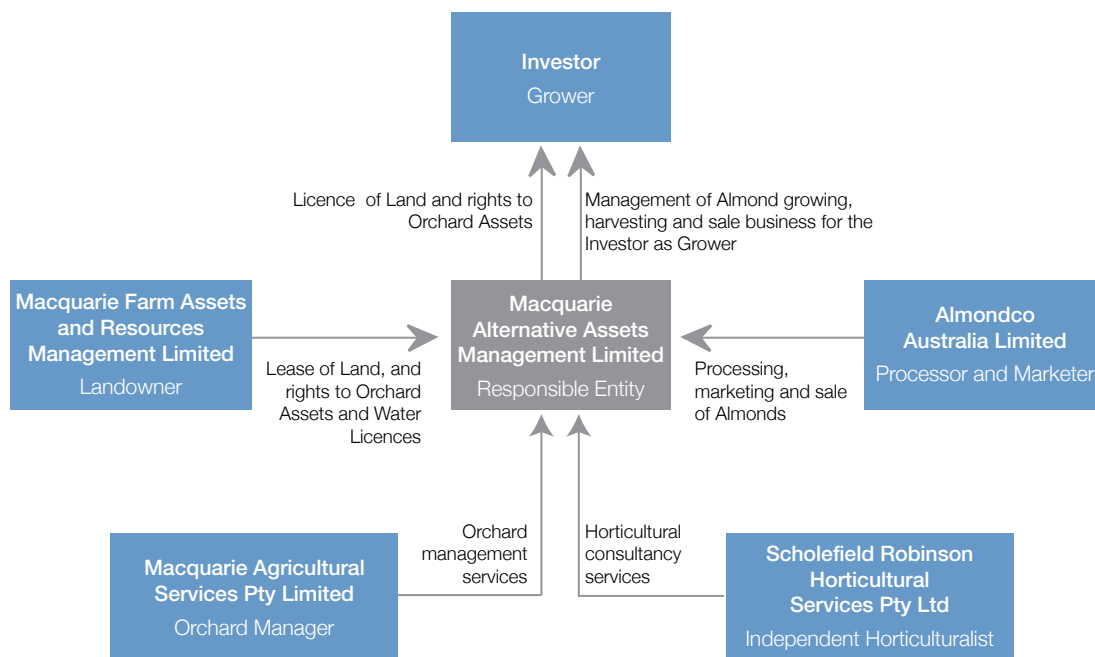 Investor
Grower
Licence of Land and rights to
Orchard Assets
Management of Almond growing,
harvesting and sale business for the
Investor as Grower
Macquarie Farm Assets
and Resources
Management Limited
Landowner
Lease of Land, and
rights to Orchard
Assets and Water
Licences
Macquarie
Alternative Assets
Management Limited
Responsible Entity
Processing,
marketing and sale
of Almonds
Almondco
Australia Limited
Processor and Marketer
Orchard
management
services
Horticultural
consultancy
services
Macquarie Agricultural
Services Pty Limited
Orchard Manager
Scholefield Robinson
Horticultural
Services Pty Ltd
Independent Horticulturalist